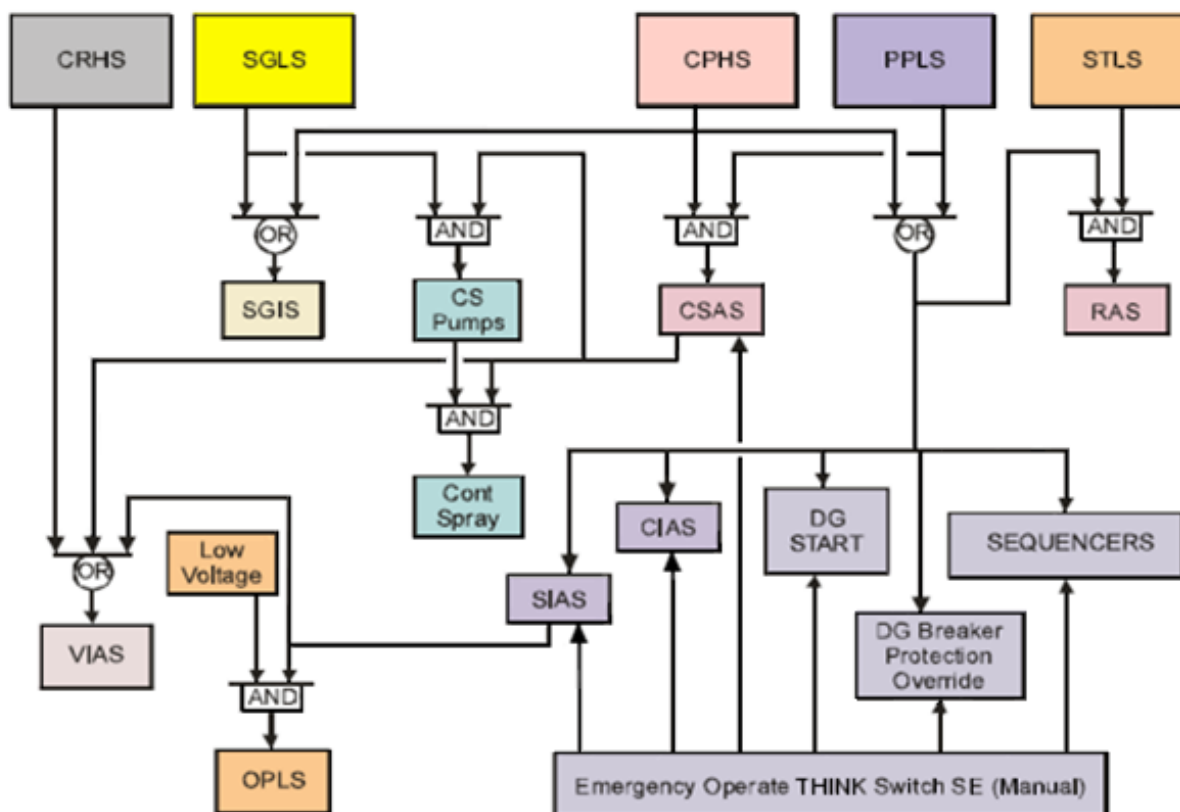 CRHS
SGLS
CPHS
PPLS
STLS
OR
AND
AND
OR
AND
SGIS
CS
Pumps
CSAS
RAS
AND
Cont
Spray
CIAS
DG
START
SEQUENCERS
Low
Voltage
OR
SIAS
VIAS
DG Breaker
Protection
Override
AND
OPLS
Emergency Operate THINK Switch SE (Manual)